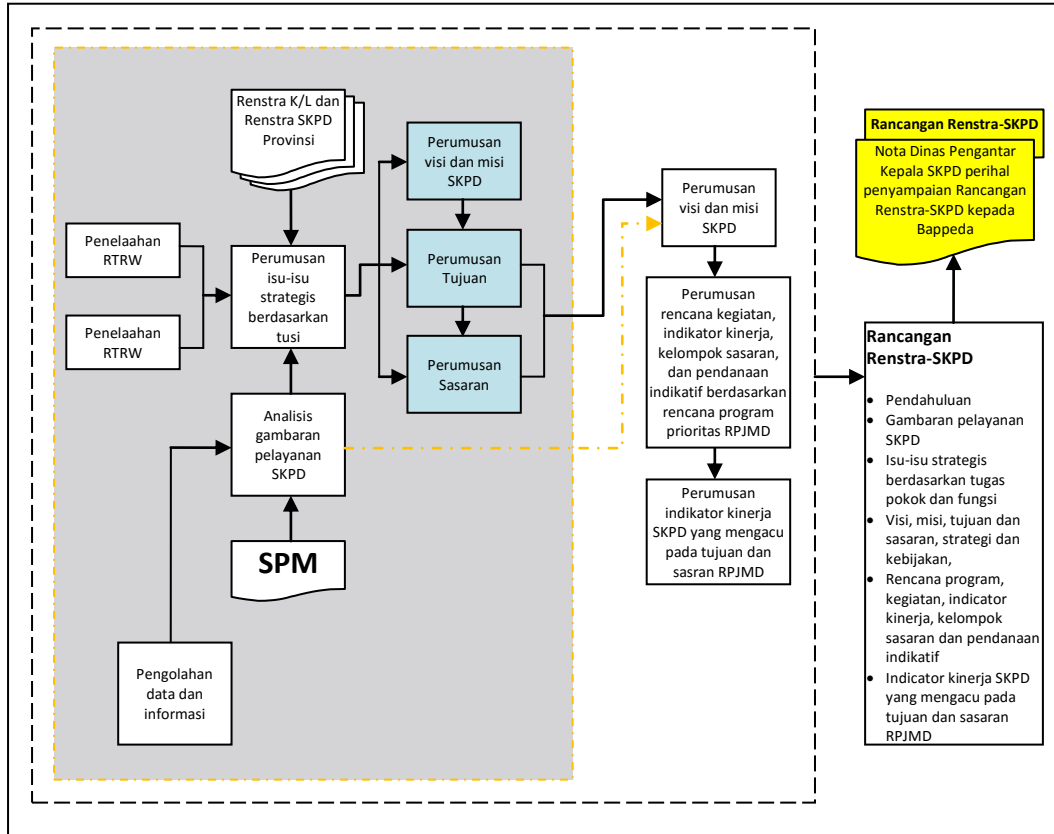 Renstra K/L dan
Renstra SKPD
Provinsi
Penelaahan
RTRW
Penelaahan
RTRW
Perumusan
isu-isu
strategis
berdasarkan
tusi
Analisis
gambaran
pelayanan
SKPD
SPM
Pengolahan
data dan
informasi
Perumusan
visi dan misi
SKPD
Perumusan
Tujuan
Perumusan
Sasaran
Perumusan
visi dan misi
SKPD
Perumusan
rencana kegiatan,
indikator kinerja,
kelompok sasaran,
dan pendanaan
indikatif berdasarkan
rencana program
prioritas RPJMD
Perumusan
indikator kinerja
SKPD yang mengacu
pada tujuan dan
sasran RPJMD
Rancangan Renstra-SKPD
Nota Dinas Pengantar
Kepala SKPD perihal
penyampaian Rancangan
Renstra-SKPD kepada
Bappeda
Rancangan
Renstra-SKPD
• Pendahuluan
• Gambaran pelayanan
SKPD
• Isu-isu strategis
berdasarkan tugas
pokok dan fungsi
• Visi, misi, tujuan dan
sasaran, strategi dan
kebijakan,
• Rencana program,
kegiatan, indicator
kinerja, kelompok
sasaran dan pendanaan
indikatif
• Indicator kinerja SKPD
yang mengacu pada
tujuan dan sasaran
RPJMD